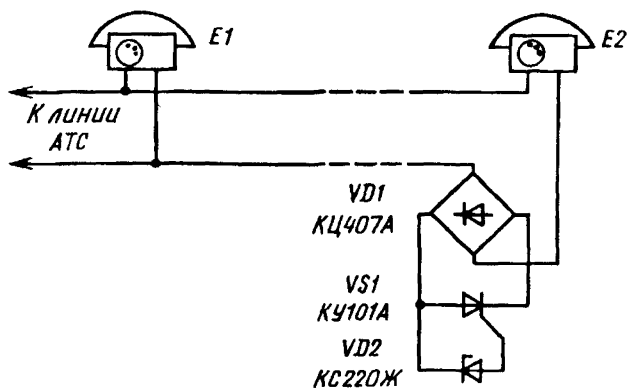 E1
E2
К линии
АТС
VD1
КЦ407А
VS1
КУ101А
VD2
КС220Ж